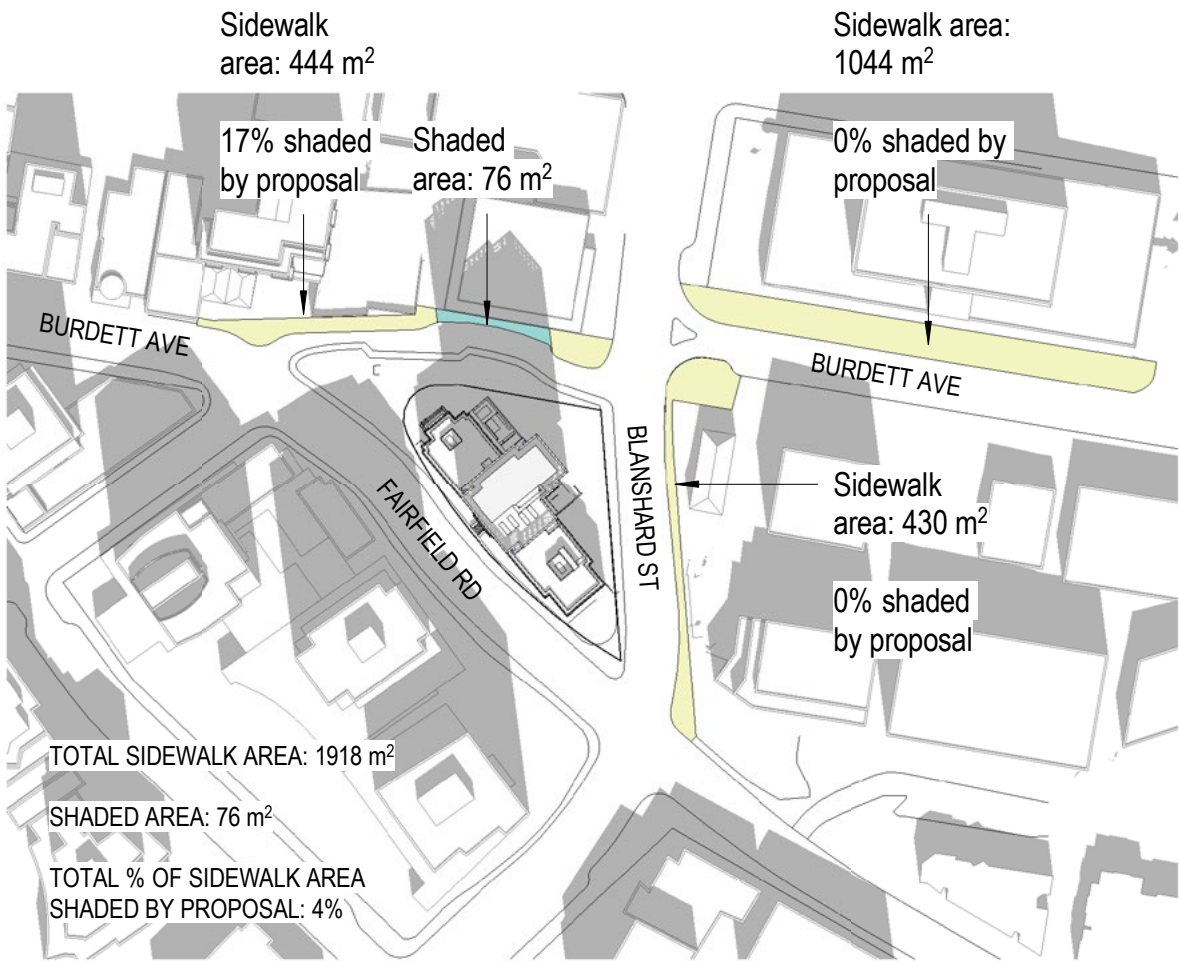 Sidewalk
area: 444 m²
Sidewalk area:
1044 m²
17% shaded
by proposal
Shaded
area: 76 m²
0% shaded by
proposal
BURDETT AVE
BURDETT AVE
BLANSHARD ST
FAIRFIELD RD
Sidewalk
area: 430 m²
0% shaded
by proposal
TOTAL SIDEWALK AREA: 1918 m²
SHADED AREA: 76 m²
TOTAL % OF SIDEWALK AREA
SHADED BY PROPOSAL: 4%